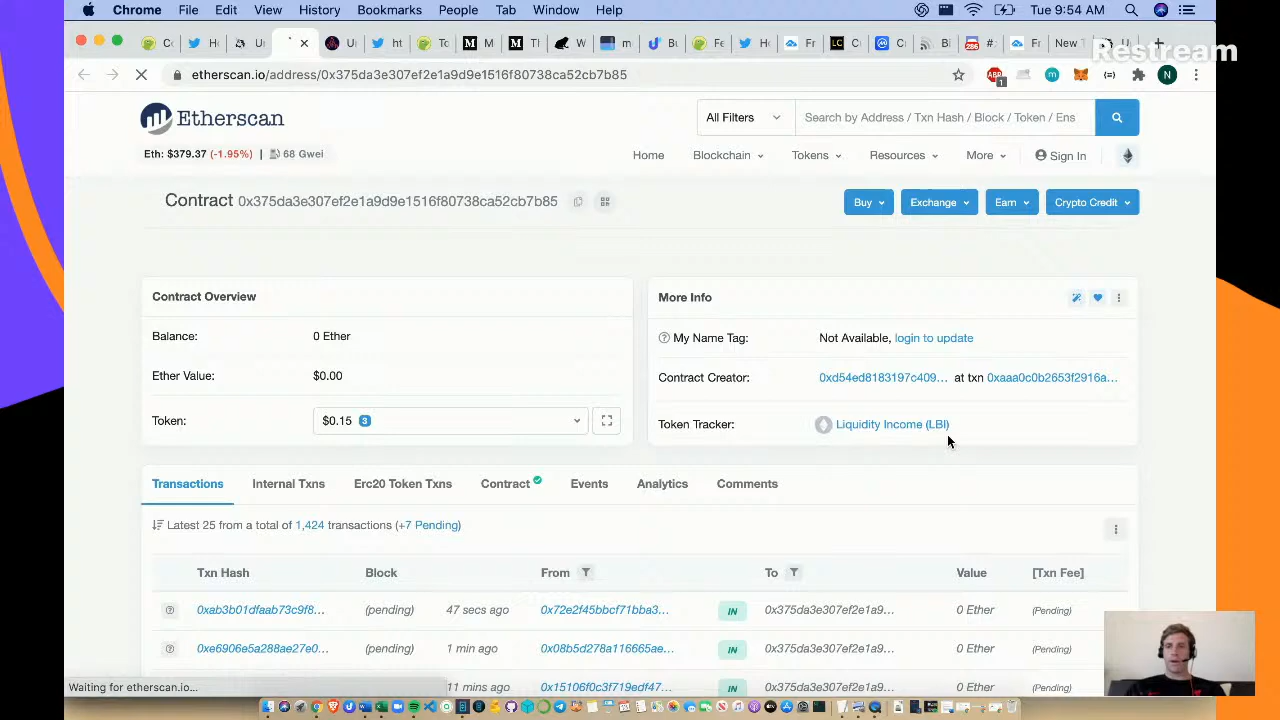 Chrome File Edit View History Bookmarks People Tab Window Help Tue 9:54 AM
Restream
etherscan.io/address/0x375da3e307ef2e1a9d9e1516f80738ca52cb7b85
Etherscan
All Filters
Search by Address / Txn Hash / Block / Token / Ens
Eth: $379.37 (-1.95%) | 68 Gwei
Home Blockchain Tokens Resources More Sign In
Contract 0x375da3e307ef2e1a9d9e1516f80738ca52cb7b85
Buy Exchange Earn Crypto Credit
Contract Overview
Balance: 0 Ether
Ether Value: $0.00
Token: $0.15 3
More Info
My Name Tag: Not Available, login to update
Contract Creator: 0xd54ed8183197c409... at txn 0xaaa0c0b2653f2916a...
Token Tracker: Liquidity Income (LBI)
Transactions Internal Txns Erc20 Token Txns Contract Events Analytics Comments
Latest 25 from a total of 1,424 transactions (+7 Pending)
Txn Hash Block From To Value [Txn Fee]
0xab3b01dfaab73c9f8... (pending) 47 secs ago 0x72e2f45bbcf71bba3... IN 0x375da3e307ef2e1a9... 0 Ether (Pending)
0xe6906e5a288ae27e0... (pending) 1 min ago 0x08b5d278a116665ae... IN 0x375da3e307ef2e1a9... 0 Ether (Pending)
11 mins ago 0x15106f0c3f719edf47... IN 0x375da3e307ef2e1a9... 0 Ether (Pending)
Waiting for etherscan.io...